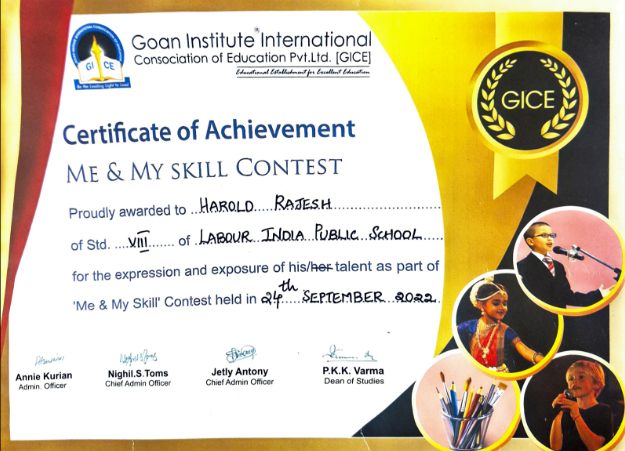 Goan Institute International
Consociation of Education Pvt.Ltd. [GICE]
Educational Establishment for Excellent Education
GICE
Be the Leading Light to Lead
GICE
Certificate of Achievement
ME & MY SKILL CONTEST
Proudly awarded to HAROLD RAJESH
of Std. VIII of LABOUR INDIA PUBLIC SCHOOL
for the expression and exposure of his/her talent as part of
'Me & My Skill' Contest held in 24th SEPTEMBER 2022
Annie Kurian
Admin. Officer
Nighil.S.Toms
Chief Admin Officer
Jetly Antony
Chief Admin Officer
P.K.K. Varma
Dean of Studies